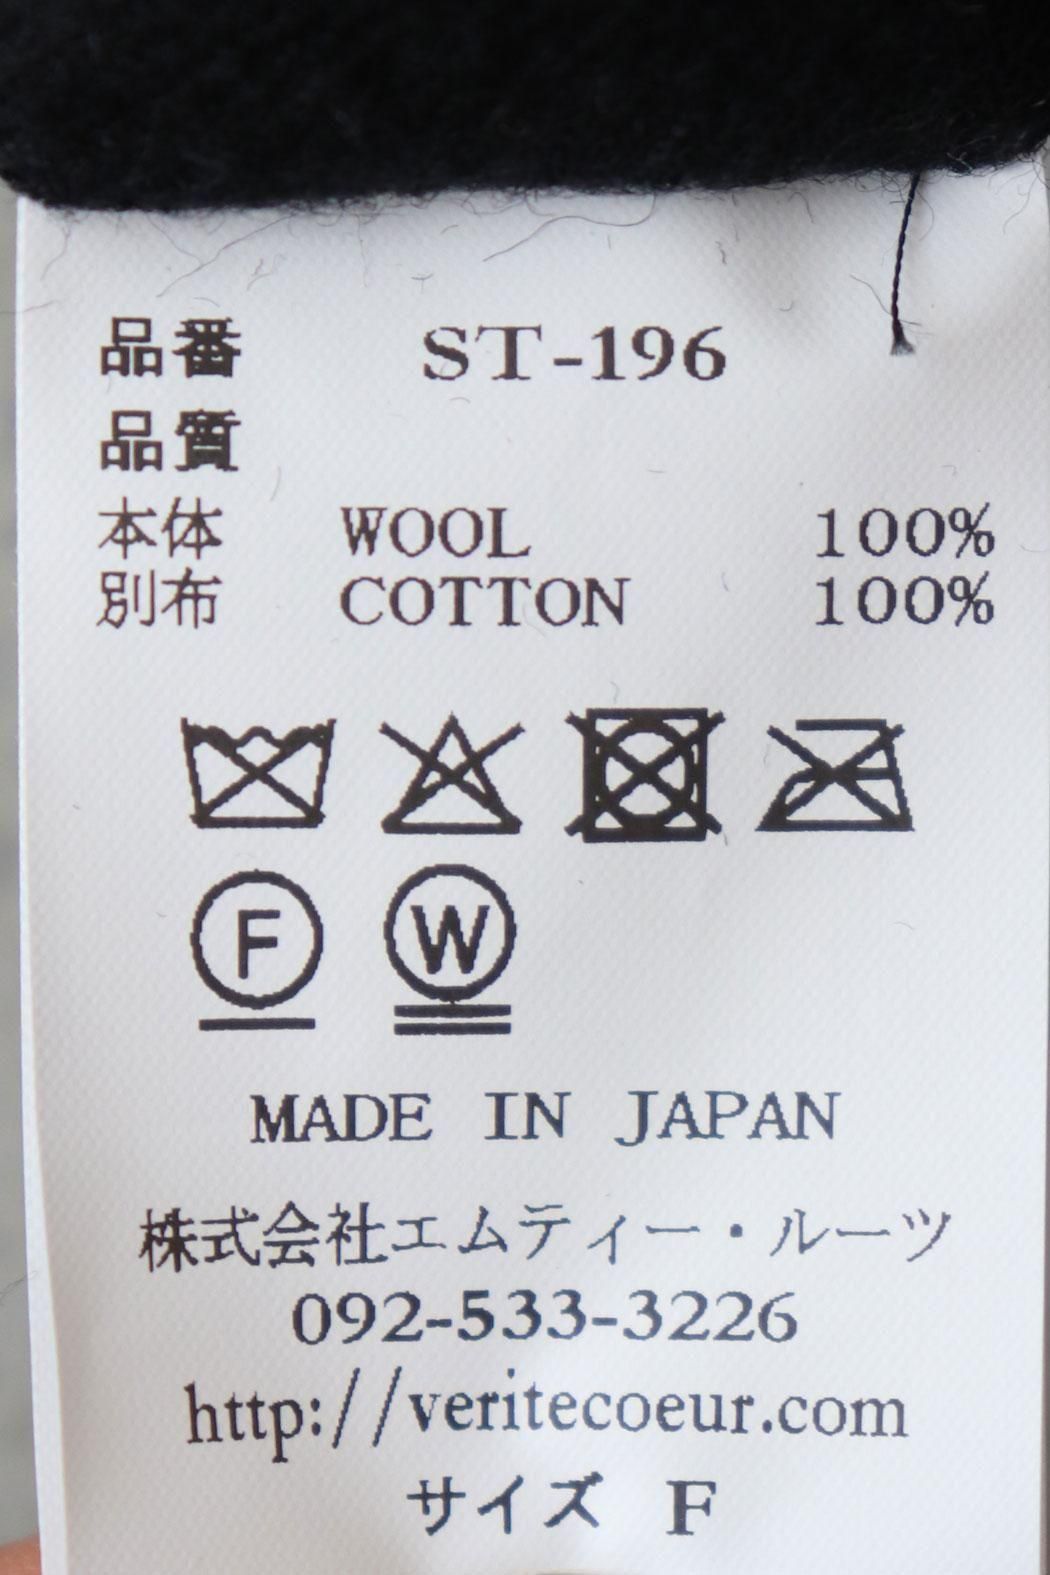 品番 ST-196
品質
本体 WOOL 100%
別布 COTTON 100%
F W
MADE IN JAPAN
株式会社エムティー・ルーツ
092-533-3226
http://veritecoeur.com
サイズ F